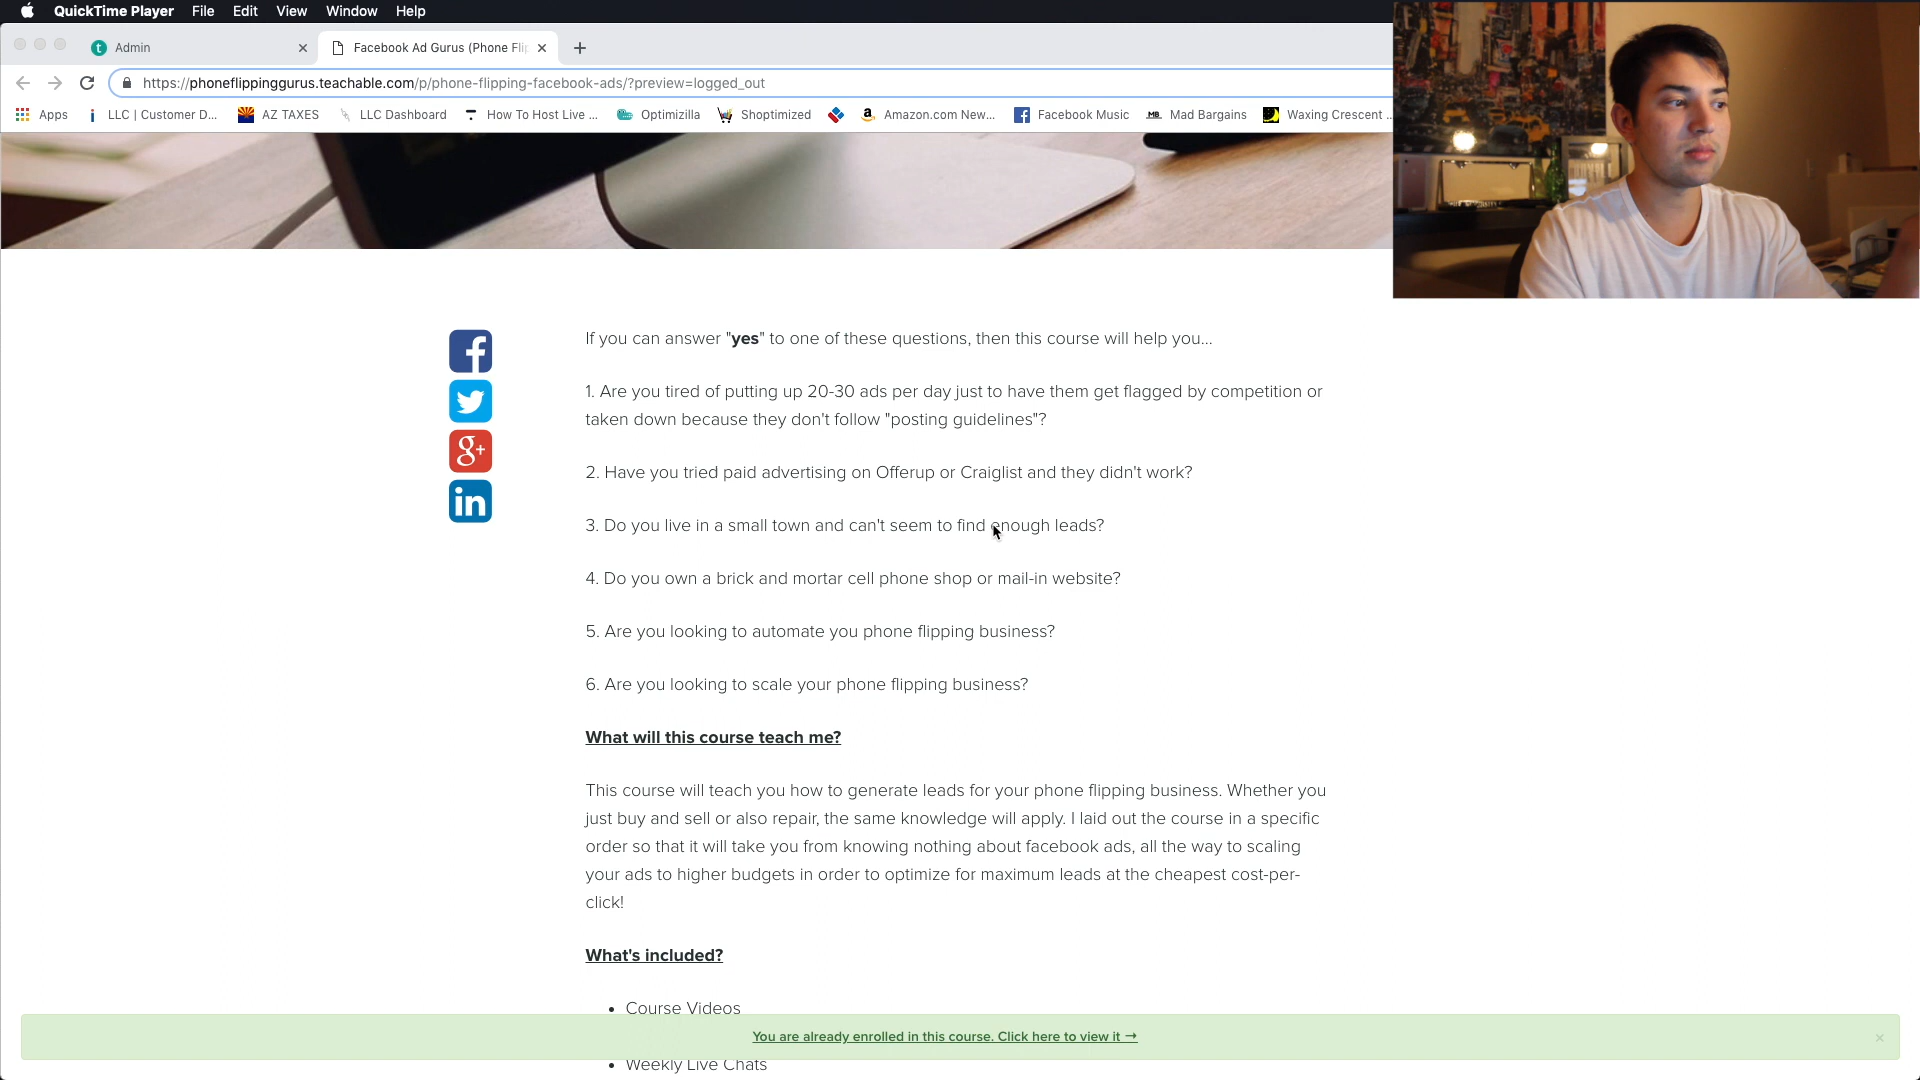 QuickTime Player File Edit View Window Help
Admin
Facebook Ad Gurus (Phone Fli
https://phoneflippinggurus.teachable.com/p/phone-flipping-facebook-ads/?preview=logged_out
Apps LLC | Customer D... AZ TAXES LLC Dashboard How To Host Live ... Optimizilla Shoptimized Amazon.com New... Facebook Music Mad Bargains Waxing Crescent ...
If you can answer "yes" to one of these questions, then this course will help you...
1. Are you tired of putting up 20-30 ads per day just to have them get flagged by competition or
taken down because they don't follow "posting guidelines"?
2. Have you tried paid advertising on Offerup or Craiglist and they didn't work?
3. Do you live in a small town and can't seem to find enough leads?
4. Do you own a brick and mortar cell phone shop or mail-in website?
5. Are you looking to automate you phone flipping business?
6. Are you looking to scale your phone flipping business?
What will this course teach me?
This course will teach you how to generate leads for your phone flipping business. Whether you
just buy and sell or also repair, the same knowledge will apply. I laid out the course in a specific
order so that it will take you from knowing nothing about facebook ads, all the way to scaling
your ads to higher budgets in order to optimize for maximum leads at the cheapest cost-per-
click!
What's included?
• Course Videos
You are already enrolled in this course. Click here to view it →
• Weekly Live Chats